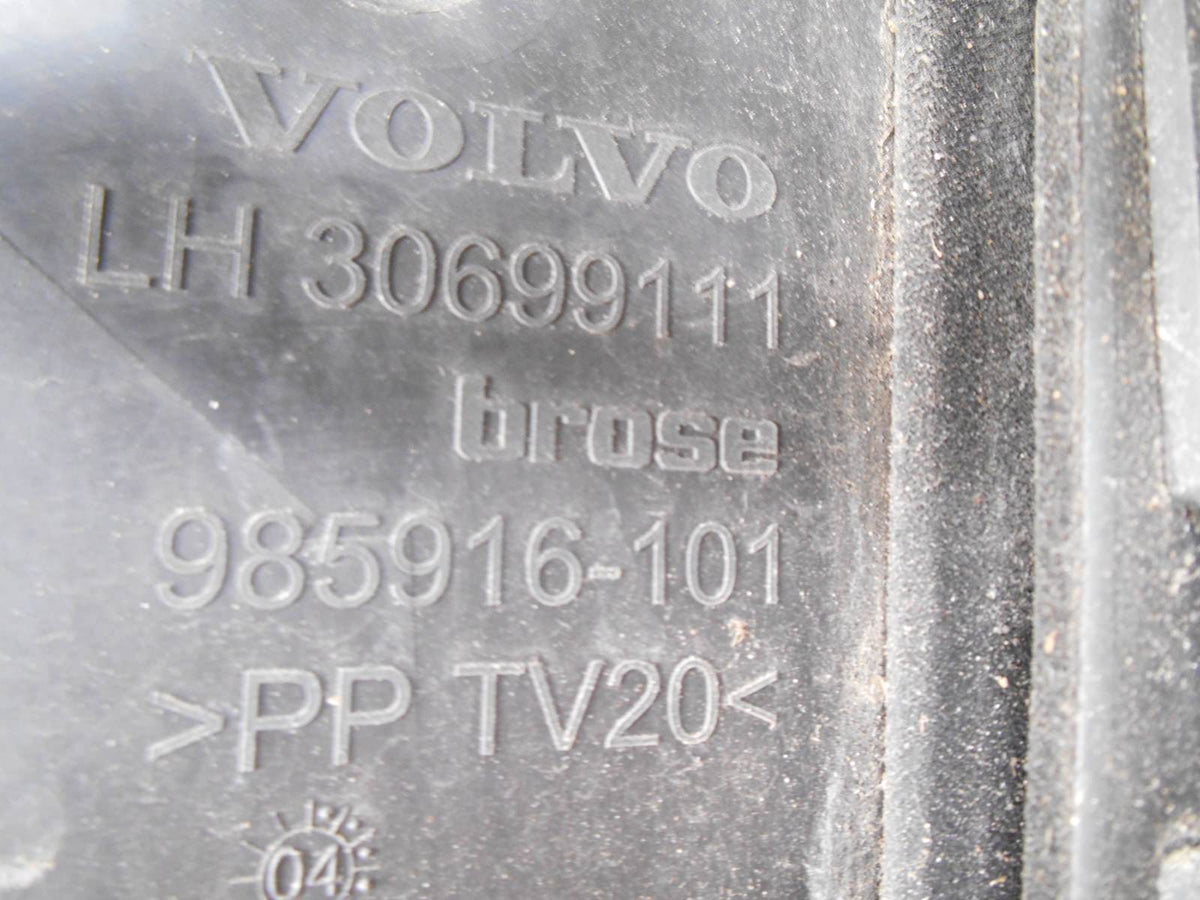 VOLVO
LH 30699111
brose
985916-101
>PP TV20<
04